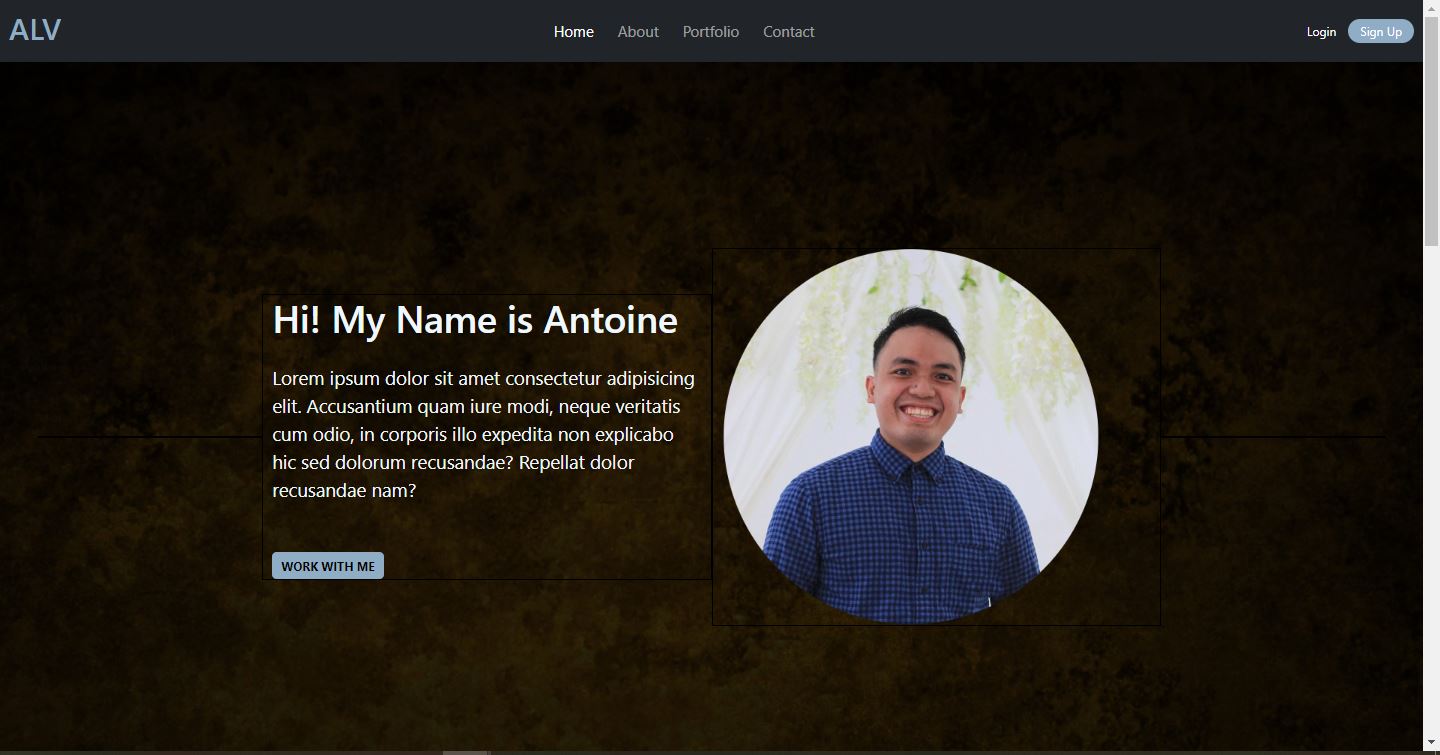 ALV
Home About Portfolio Contact
Login Sign Up
Hi! My Name is Antoine
Lorem ipsum dolor sit amet consectetur adipisicing
elit. Accusantium quam iure modi, neque veritatis
cum odio, in corporis illo expedita non explicabo
hic sed dolorum recusandae? Repellat dolor
recusandae nam?
WORK WITH ME